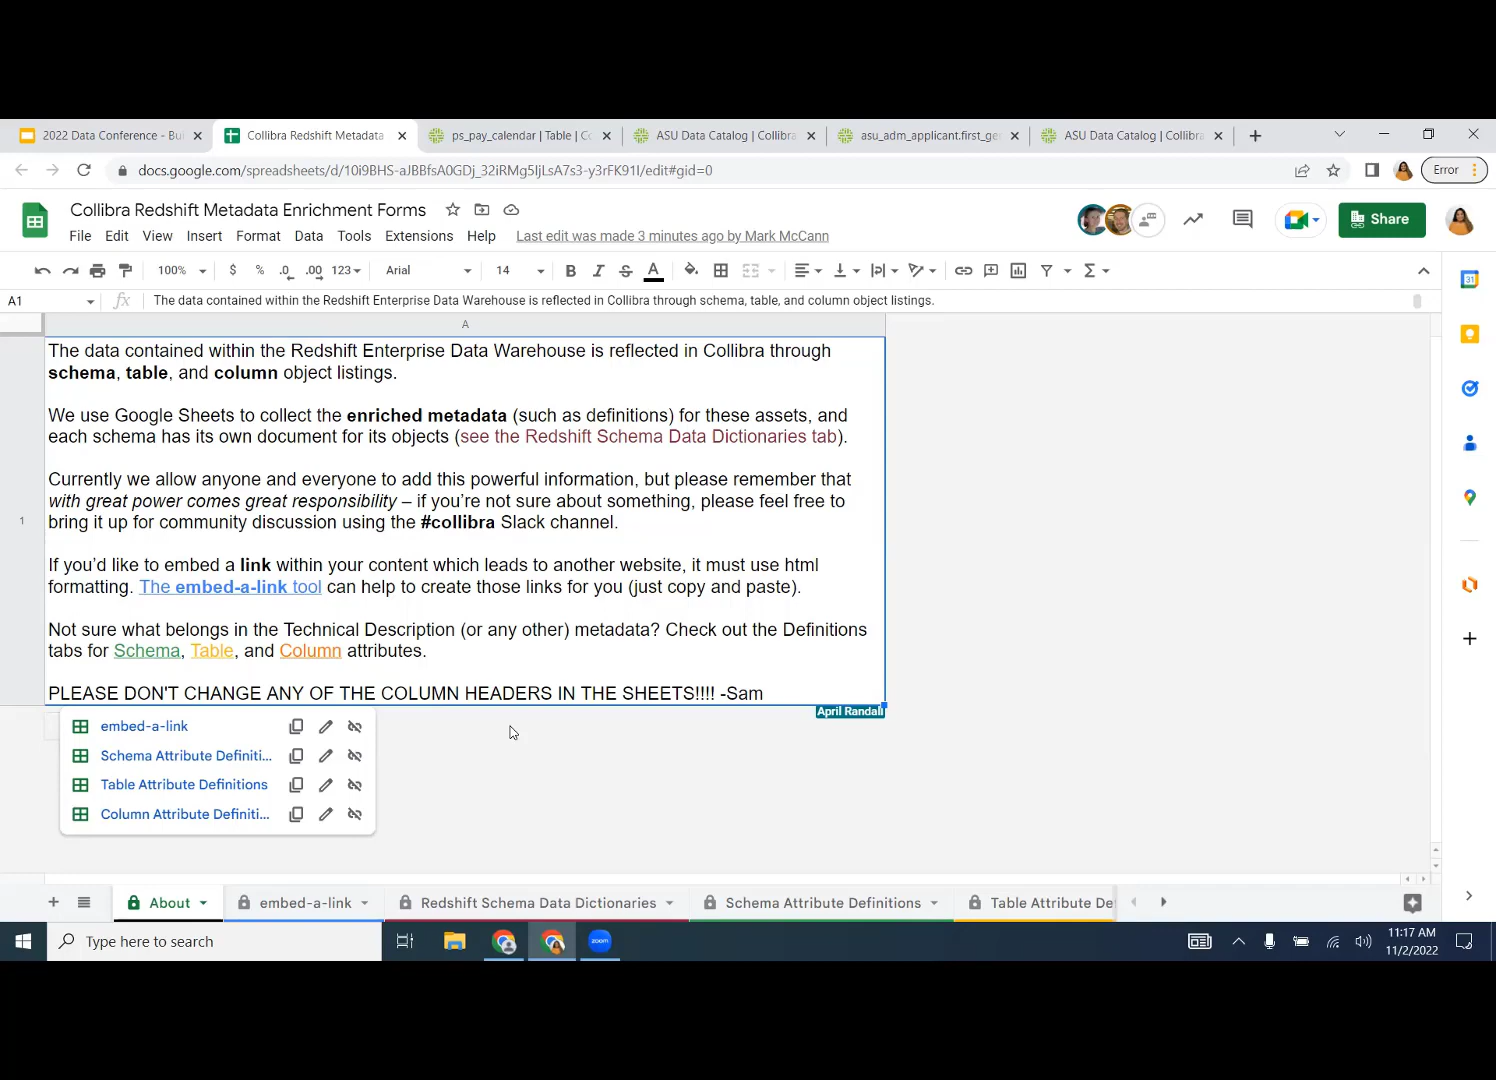 2022 Data Conference - Bu
Collibra Redshift Metadata
ps_pay_calendar | Table | Co
ASU Data Catalog | Collibra
asu_adm_applicant.first_ge
ASU Data Catalog | Collibra
docs.google.com/spreadsheets/d/10i9BHS-aJBBfsA0GDj_32iRMg5IjLsA7s3-y3rFK91I/edit#gid=0
Error
Collibra Redshift Metadata Enrichment Forms
Share
File Edit View Insert Format Data Tools Extensions Help Last edit was made 3 minutes ago by Mark McCann
100% $ % .0 .00 123 Arial 14 B I S A
31
A1 fx The data contained within the Redshift Enterprise Data Warehouse is reflected in Collibra through schema, table, and column object listings.
A
The data contained within the Redshift Enterprise Data Warehouse is reflected in Collibra through
schema, table, and column object listings.
We use Google Sheets to collect the enriched metadata (such as definitions) for these assets, and
each schema has its own document for its objects (see the Redshift Schema Data Dictionaries tab).
Currently we allow anyone and everyone to add this powerful information, but please remember that
with great power comes great responsibility – if you're not sure about something, please feel free to
1
bring it up for community discussion using the #collibra Slack channel.
If you'd like to embed a link within your content which leads to another website, it must use html
formatting. The embed-a-link tool can help to create those links for you (just copy and paste).
Not sure what belongs in the Technical Description (or any other) metadata? Check out the Definitions
tabs for Schema, Table, and Column attributes.
PLEASE DON'T CHANGE ANY OF THE COLUMN HEADERS IN THE SHEETS!!!! -Sam
April Randall
embed-a-link
Schema Attribute Definiti...
Table Attribute Definitions
Column Attribute Definiti...
About embed-a-link Redshift Schema Data Dictionaries Schema Attribute Definitions Table Attribute De
Type here to search
zoom
11:17 AM
11/2/2022